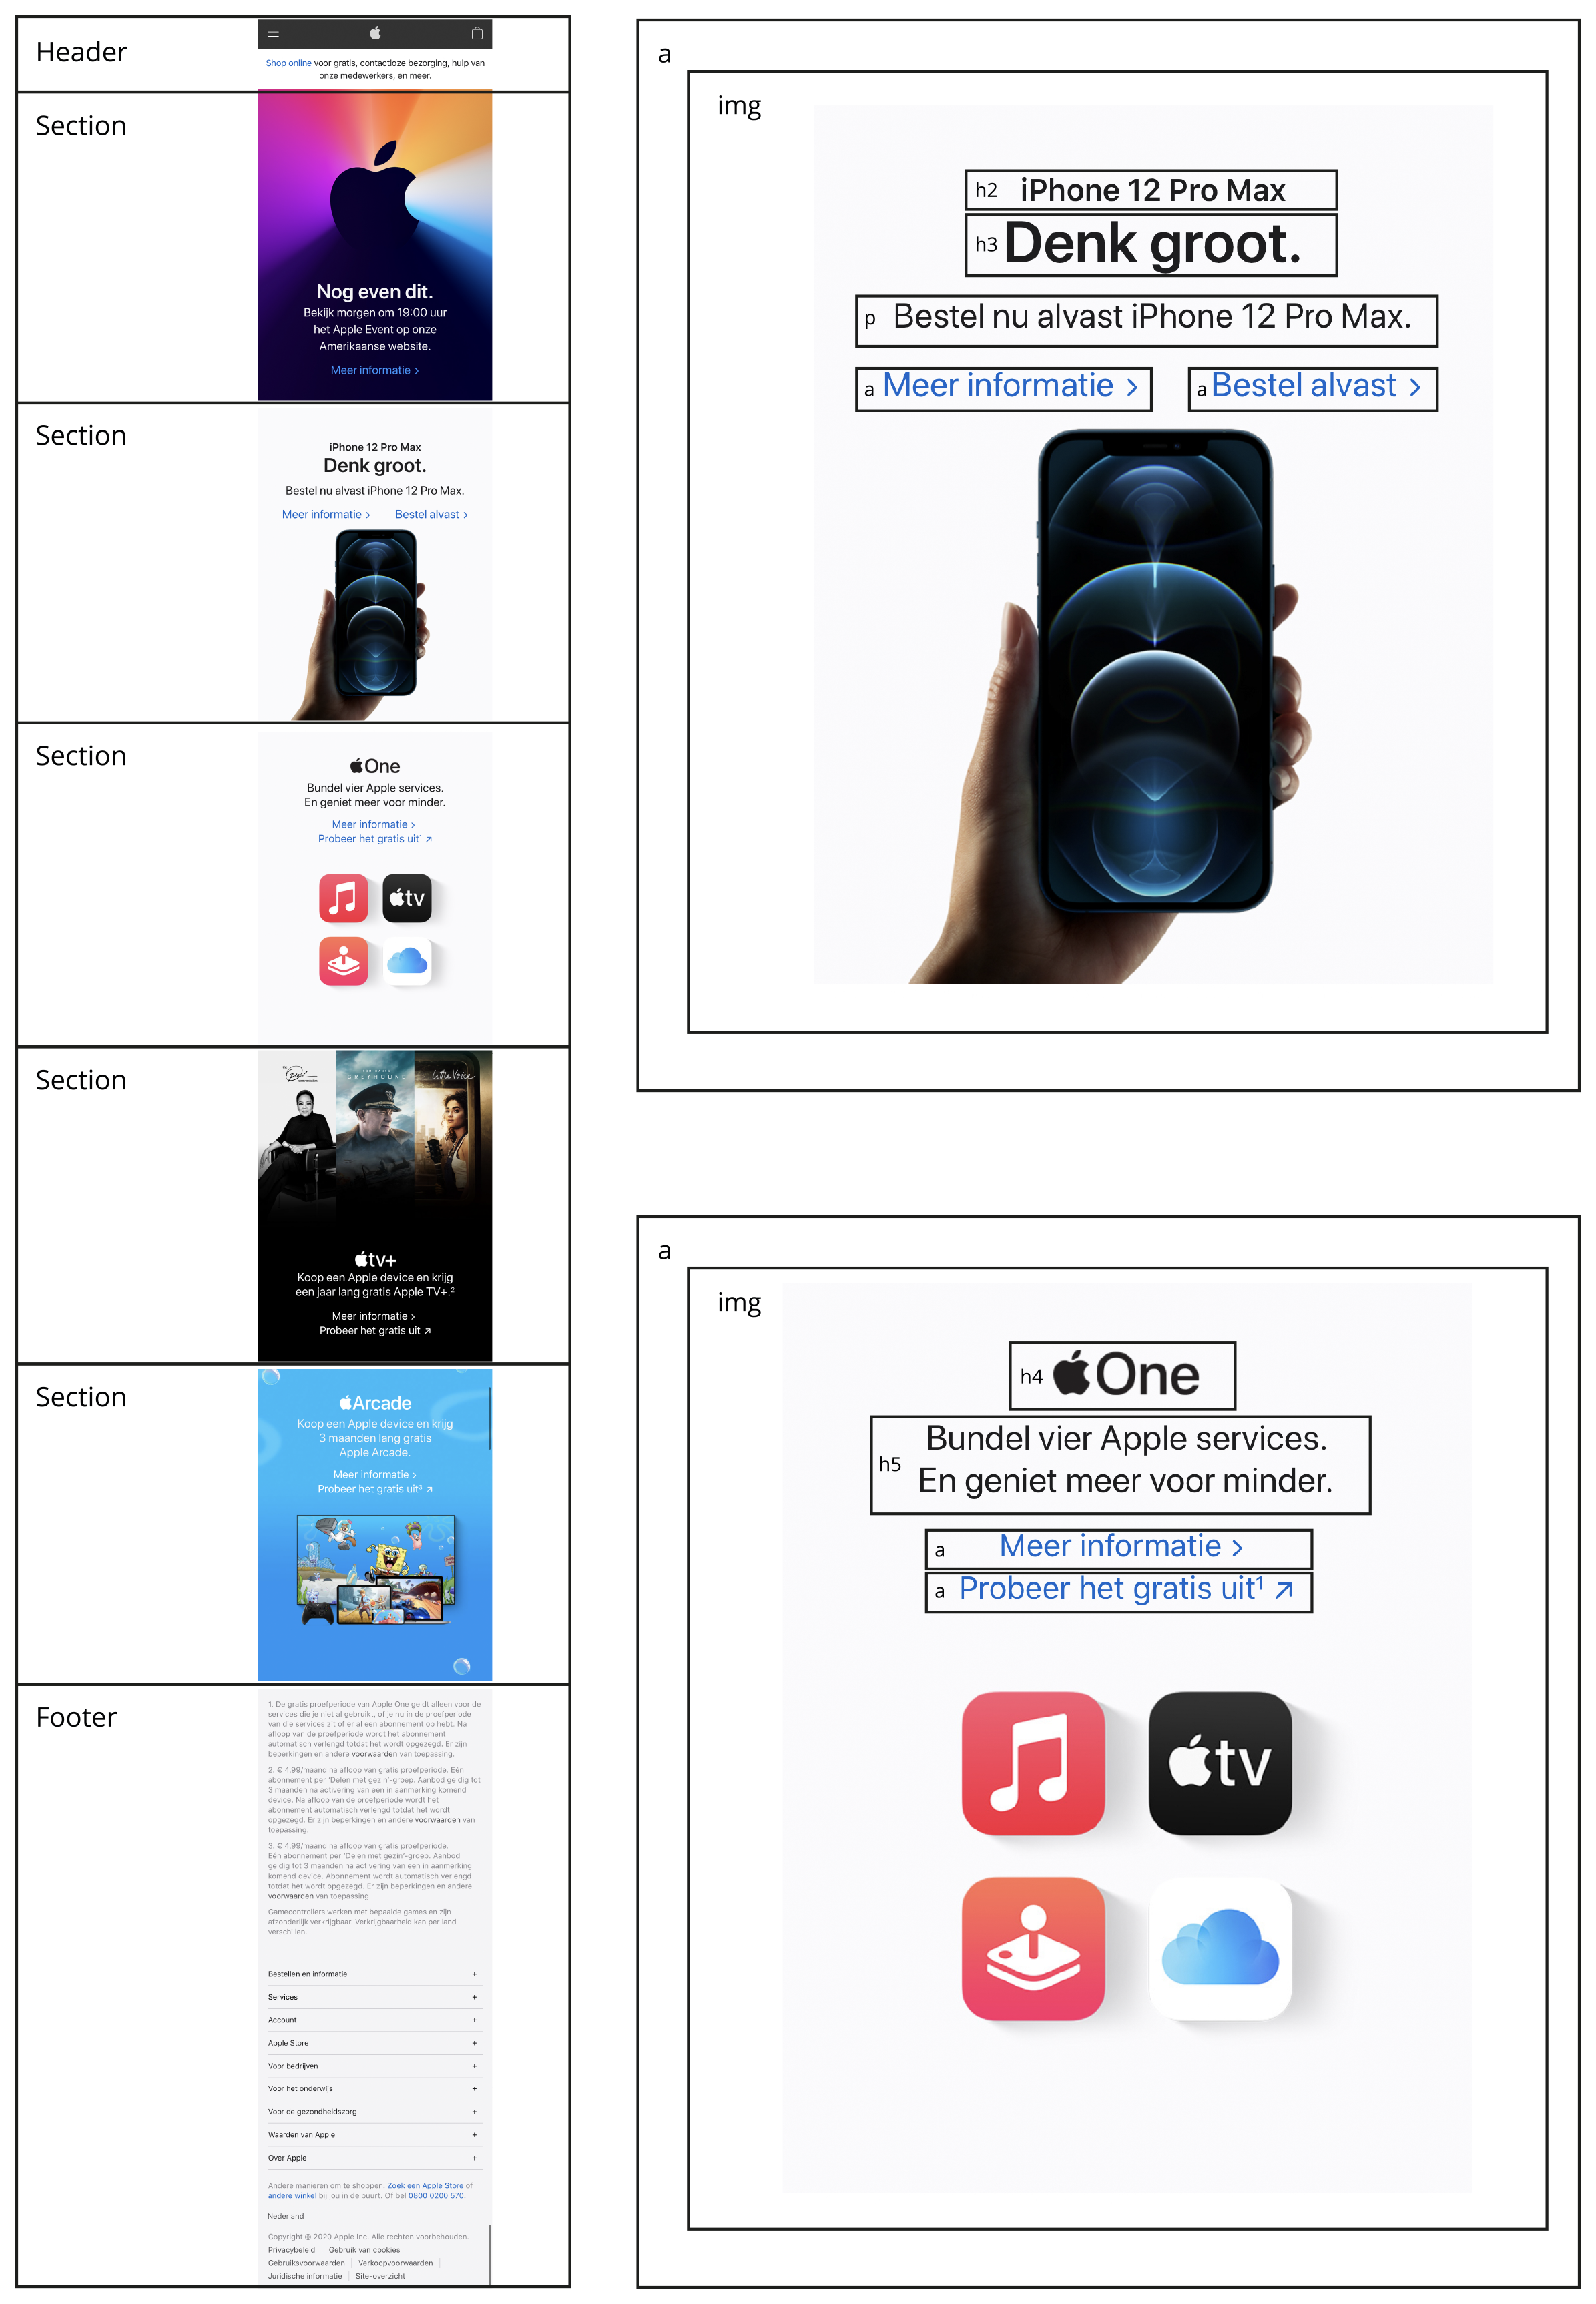 Header
Shop online voor gratis, contactloze bezorging, hulp van
onze medewerkers, en meer.
Section
Nog even dit.
Bekijk morgen om 19:00 uur
het Apple Event op onze
Amerikaanse website.
Meer informatie >
Section
iPhone 12 Pro Max
Denk groot.
Bestel nu alvast iPhone 12 Pro Max.
Meer informatie > Bestel alvast >
Section
One
Bundel vier Apple services.
En geniet meer voor minder.
Meer informatie >
Probeer het gratis uit¹ ↗
tv
Section
GREYHOUND
Little Voice
tv+
Koop een Apple device en krijg
een jaar lang gratis Apple TV+.²
Meer informatie >
Probeer het gratis uit ↗
Section
Arcade
Koop een Apple device en krijg
3 maanden lang gratis
Apple Arcade.
Meer informatie >
Probeer het gratis uit³ ↗
Footer
1. De gratis proefperiode van Apple One geldt alleen voor de
services die je niet al gebruikt, of je nu in de proefperiode
van die services zit of er al een abonnement op hebt. Na
afloop van de proefperiode wordt het abonnement
automatisch verlengd totdat het wordt opgezegd. Er zijn
beperkingen en andere voorwaarden van toepassing.
2. € 4,99/maand na afloop van gratis proefperiode. Eén
abonnement per 'Delen met gezin'-groep. Aanbod geldig tot
3 maanden na activering van een in aanmerking komend
device. Na afloop van de proefperiode wordt het
abonnement automatisch verlengd totdat het wordt
opgezegd. Er zijn beperkingen en andere voorwaarden van
toepassing.
3. € 4,99/maand na afloop van gratis proefperiode.
Eén abonnement per 'Delen met gezin'-groep. Aanbod
geldig tot 3 maanden na activering van een in aanmerking
komend device. Abonnement wordt automatisch verlengd
totdat het wordt opgezegd. Er zijn beperkingen en andere
voorwaarden van toepassing.
Gamecontrollers werken met bepaalde games en zijn
afzonderlijk verkrijgbaar. Verkrijgbaarheid kan per land
verschillen.
Bestellen en informatie +
Services +
Account +
Apple Store +
Voor bedrijven +
Voor het onderwijs +
Voor de gezondheidszorg +
Waarden van Apple +
Over Apple +
Andere manieren om te shoppen: Zoek een Apple Store of
andere winkel bij jou in de buurt. Of bel 0800 0200 570.
Nederland
Copyright © 2020 Apple Inc. Alle rechten voorbehouden.
Privacybeleid | Gebruik van cookies |
Gebruiksvoorwaarden | Verkoopvoorwaarden |
Juridische informatie | Site-overzicht
a
img
h2 iPhone 12 Pro Max
h3 Denk groot.
p Bestel nu alvast iPhone 12 Pro Max.
a Meer informatie > a Bestel alvast >
a
img
h4 One
h5 Bundel vier Apple services.
En geniet meer voor minder.
a Meer informatie >
a Probeer het gratis uit¹ ↗
tv